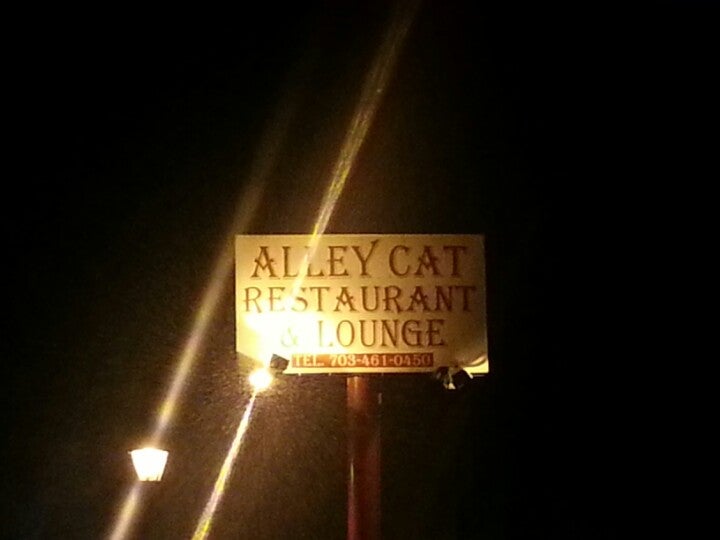 ALLEY CAT
RESTAURANT
& LOUNGE
TEL. 703-461-0450